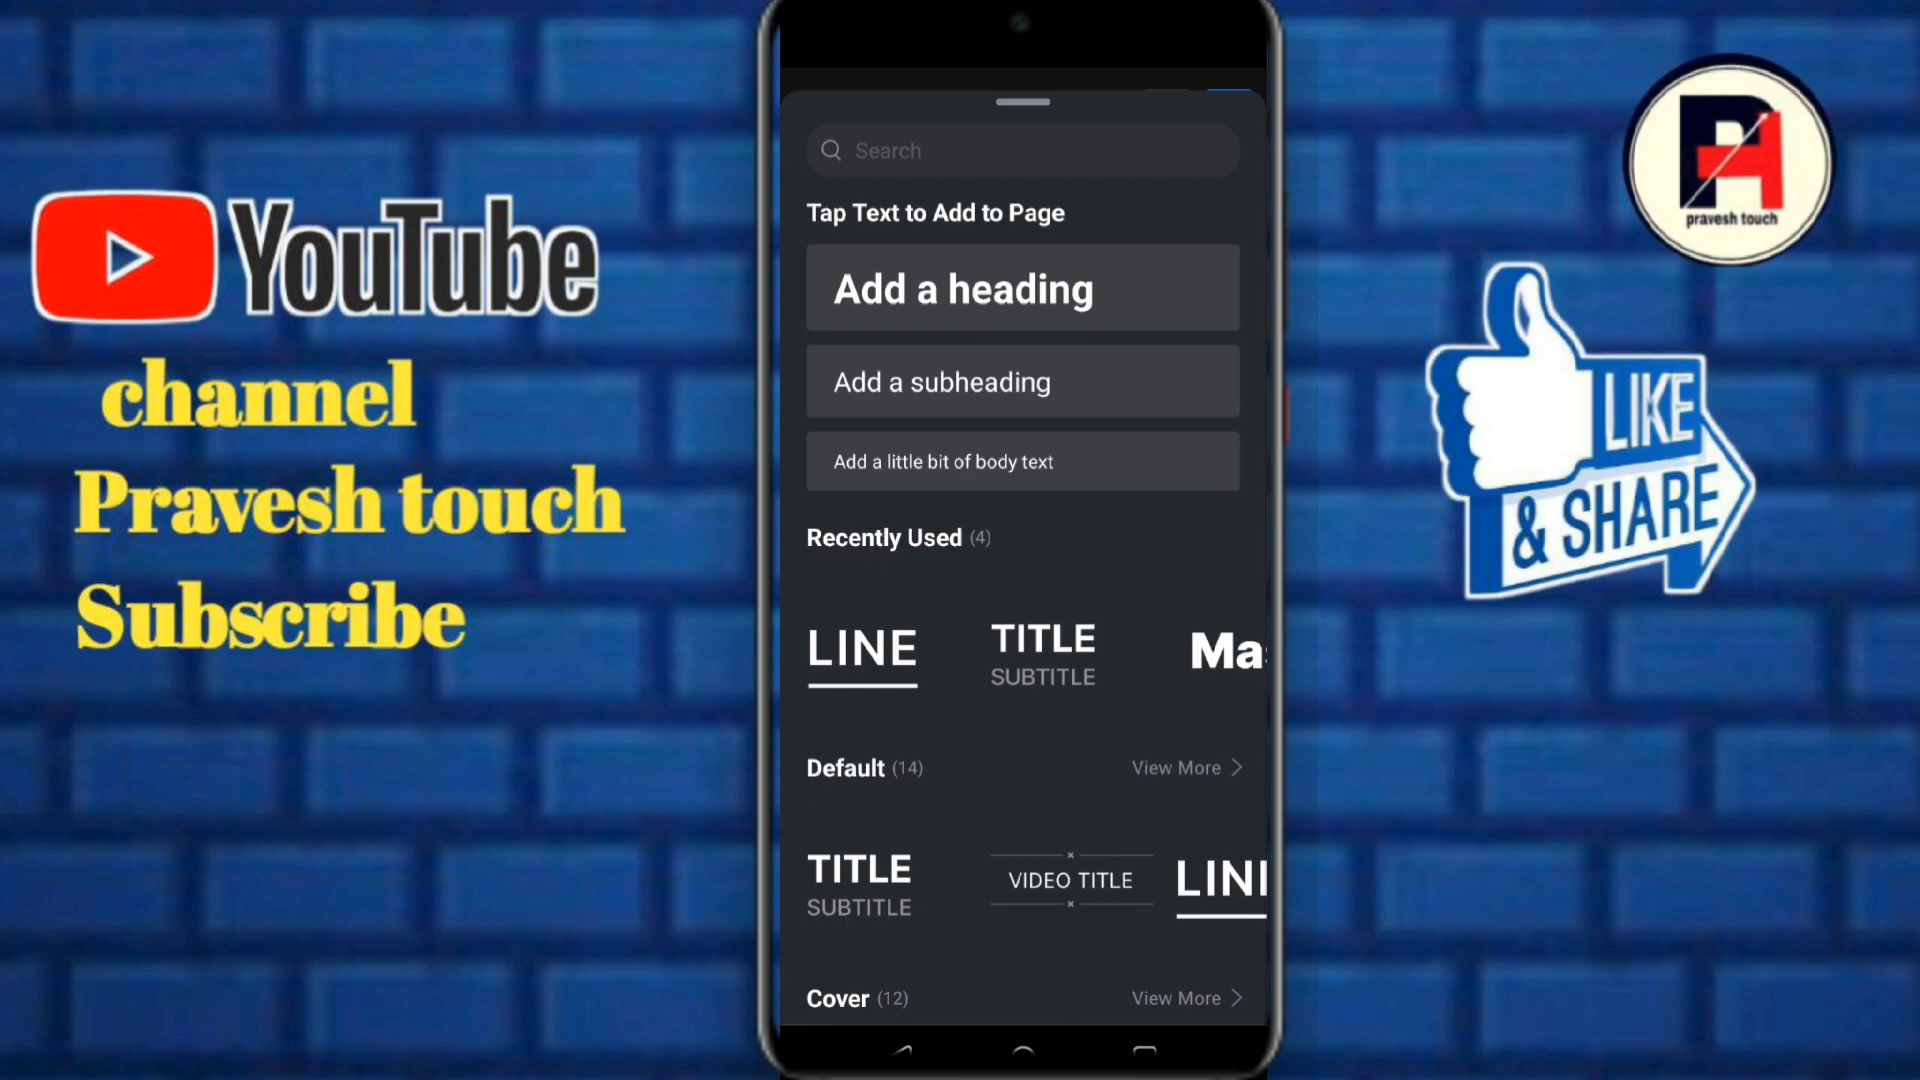 YouTube
channel
Pravesh touch
Subscribe
Search
Tap Text to Add to Page
Add a heading
Add a subheading
Add a little bit of body text
Recently Used (4)
LINE
TITLE
SUBTITLE
Mas
Default (14)
View More
TITLE
SUBTITLE
VIDEO TITLE
LINE
Cover (12)
View More
pravesh touch
LIKE
& SHARE